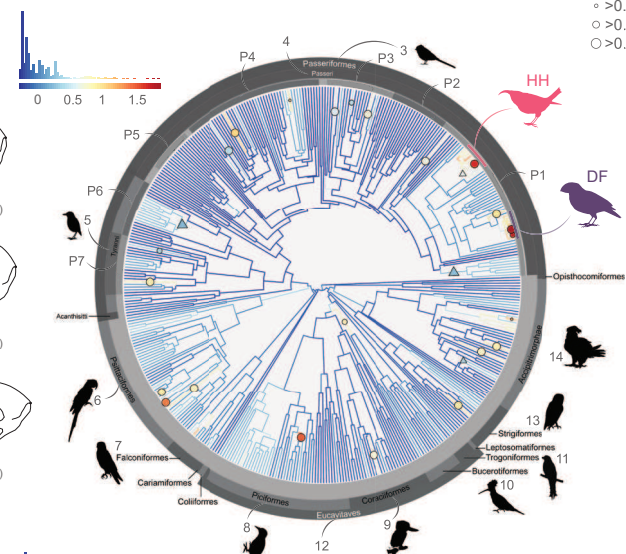 >0.
>0.
>0.
0 0.5 1 1.5
P4
4
Passeriformes
Passeri
3
P3
P2
HH
P5
P1
DF
P6
5
Tyranni
P7
Opisthocomiformes
Acanthisitti
Accipitrimorphae
14
Psittaciformes
6
13
Strigiformes
7
Leptosomatiformes
Falconiformes
Trogoniformes
11
Cariamiformes
Bucerotiformes
10
Coliiformes
Piciformes
Coraciiformes
Eucavitaves
8
12
9